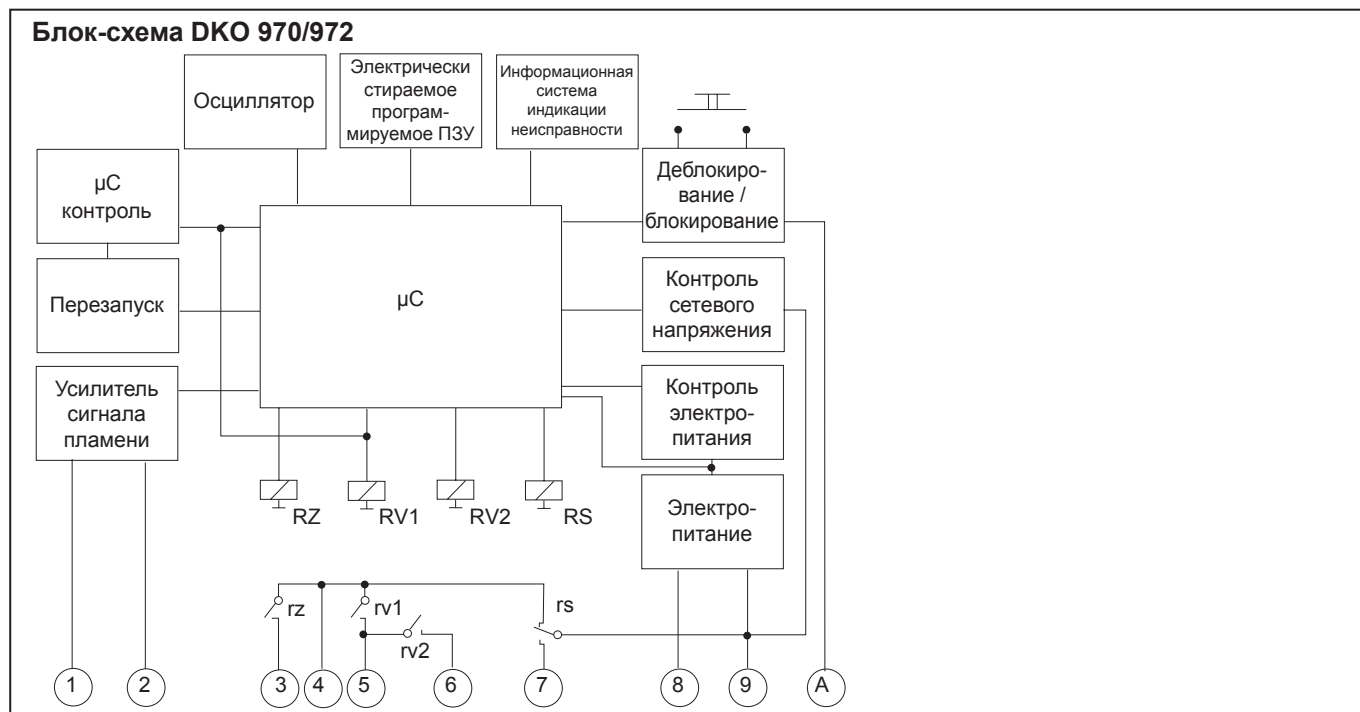 Блок-схема DKO 970/972
Осциллятор
Электрически
стираемое
програм-
мируемое ПЗУ
Информационная
система
индикации
неисправности
µC
контроль
Деблокиро-
вание /
блокирование
Перезапуск
µC
Контроль
сетевого
напряжения
Усилитель
сигнала
пламени
Контроль
электро-
питания
RZ
RV1
RV2
RS
Электро-
питание
rz
rv1
rv2
rs
1
2
3
4
5
6
7
8
9
A